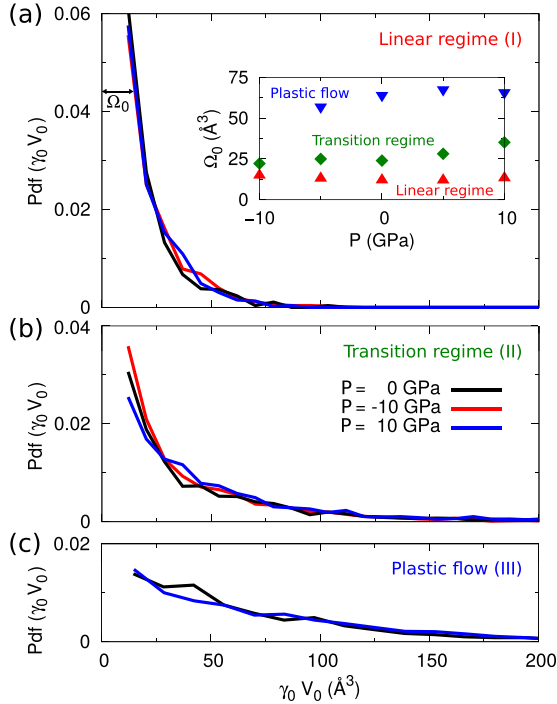 (a)
Linear regime (I)
0.06
0.04
0.02
0
Pdf (γ₀ V₀)
Ω₀
75
50
25
0
Ω₀ (Å³)
Plastic flow
Transition regime
Linear regime
−10
0
10
P (GPa)
(b)
Transition regime (II)
0.04
0.02
0
Pdf (γ₀ V₀)
P = 0 GPa
P = -10 GPa
P = 10 GPa
(c)
Plastic flow (III)
0.02
0
Pdf (γ₀ V₀)
0
50
100
150
200
γ₀ V₀ (Å³)